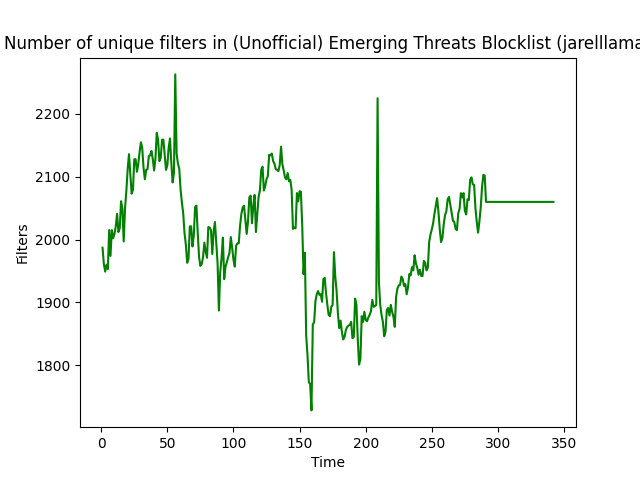 Number of unique filters in (Unofficial) Emerging Threats Blocklist (jarelllama
2200
2100
2000
1900
1800
Filters
0 50 100 150 200 250 300 350
Time